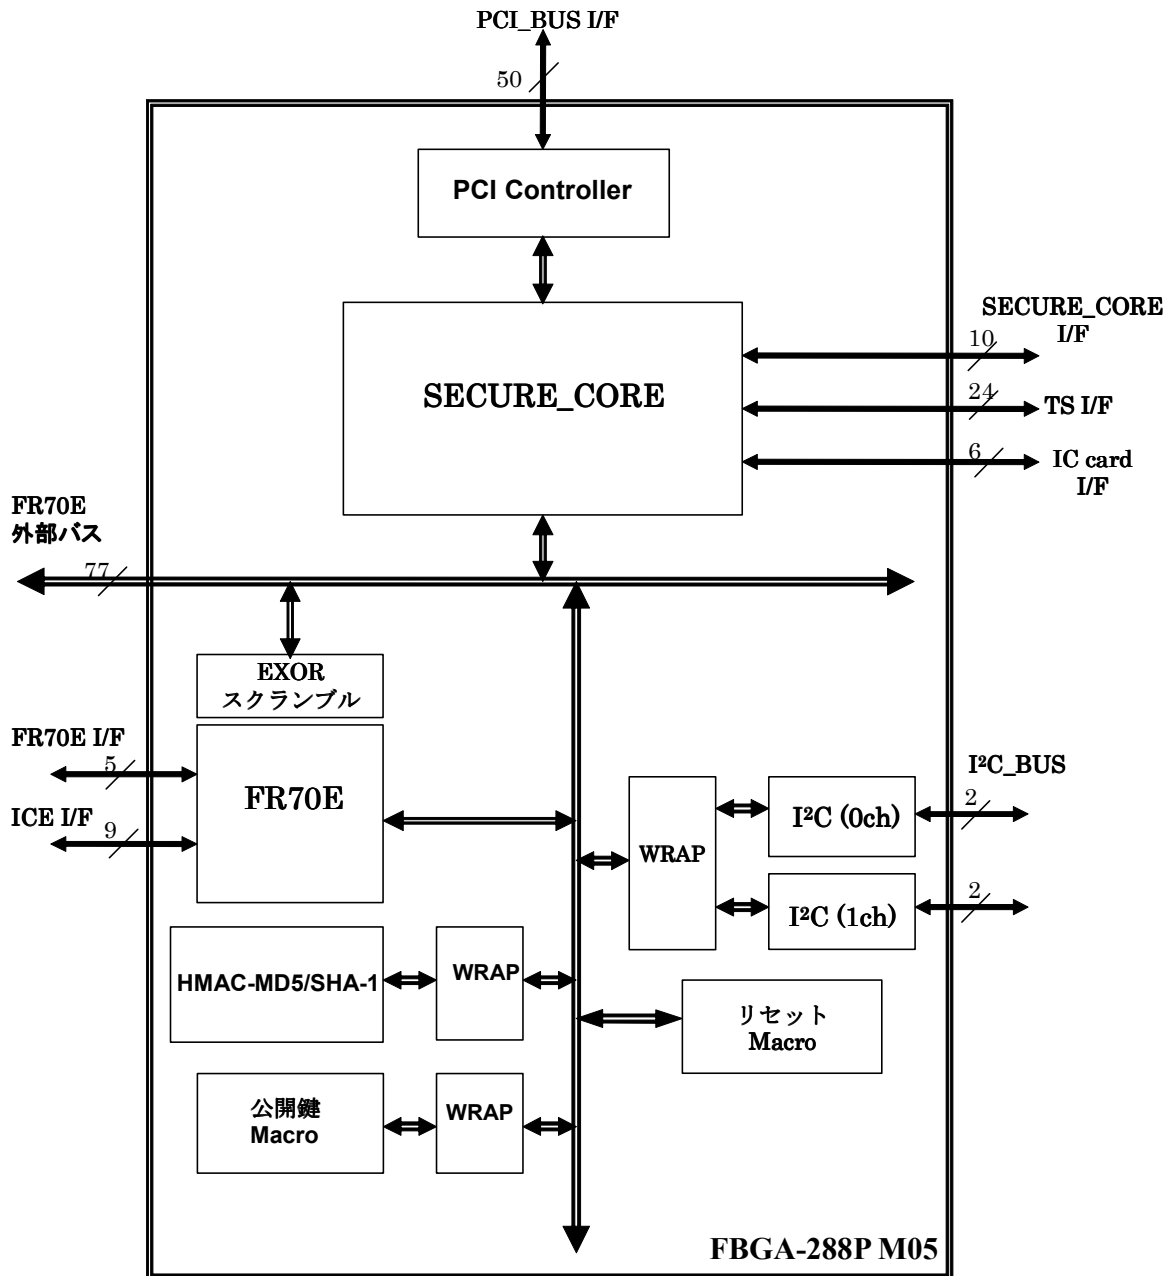 PCI_BUS I/F
50
PCI Controller
SECURE_CORE
I/F
10
SECURE_CORE
24
TS I/F
6
IC card
I/F
FR70E
外部バス
77
EXOR
スクランブル
FR70E I/F
5
FR70E
ICE I/F
9
I²C_BUS
WRAP
I²C (0ch)
2
I²C (1ch)
2
HMAC-MD5/SHA-1
WRAP
リセット
Macro
公開鍵
Macro
WRAP
FBGA-288P M05